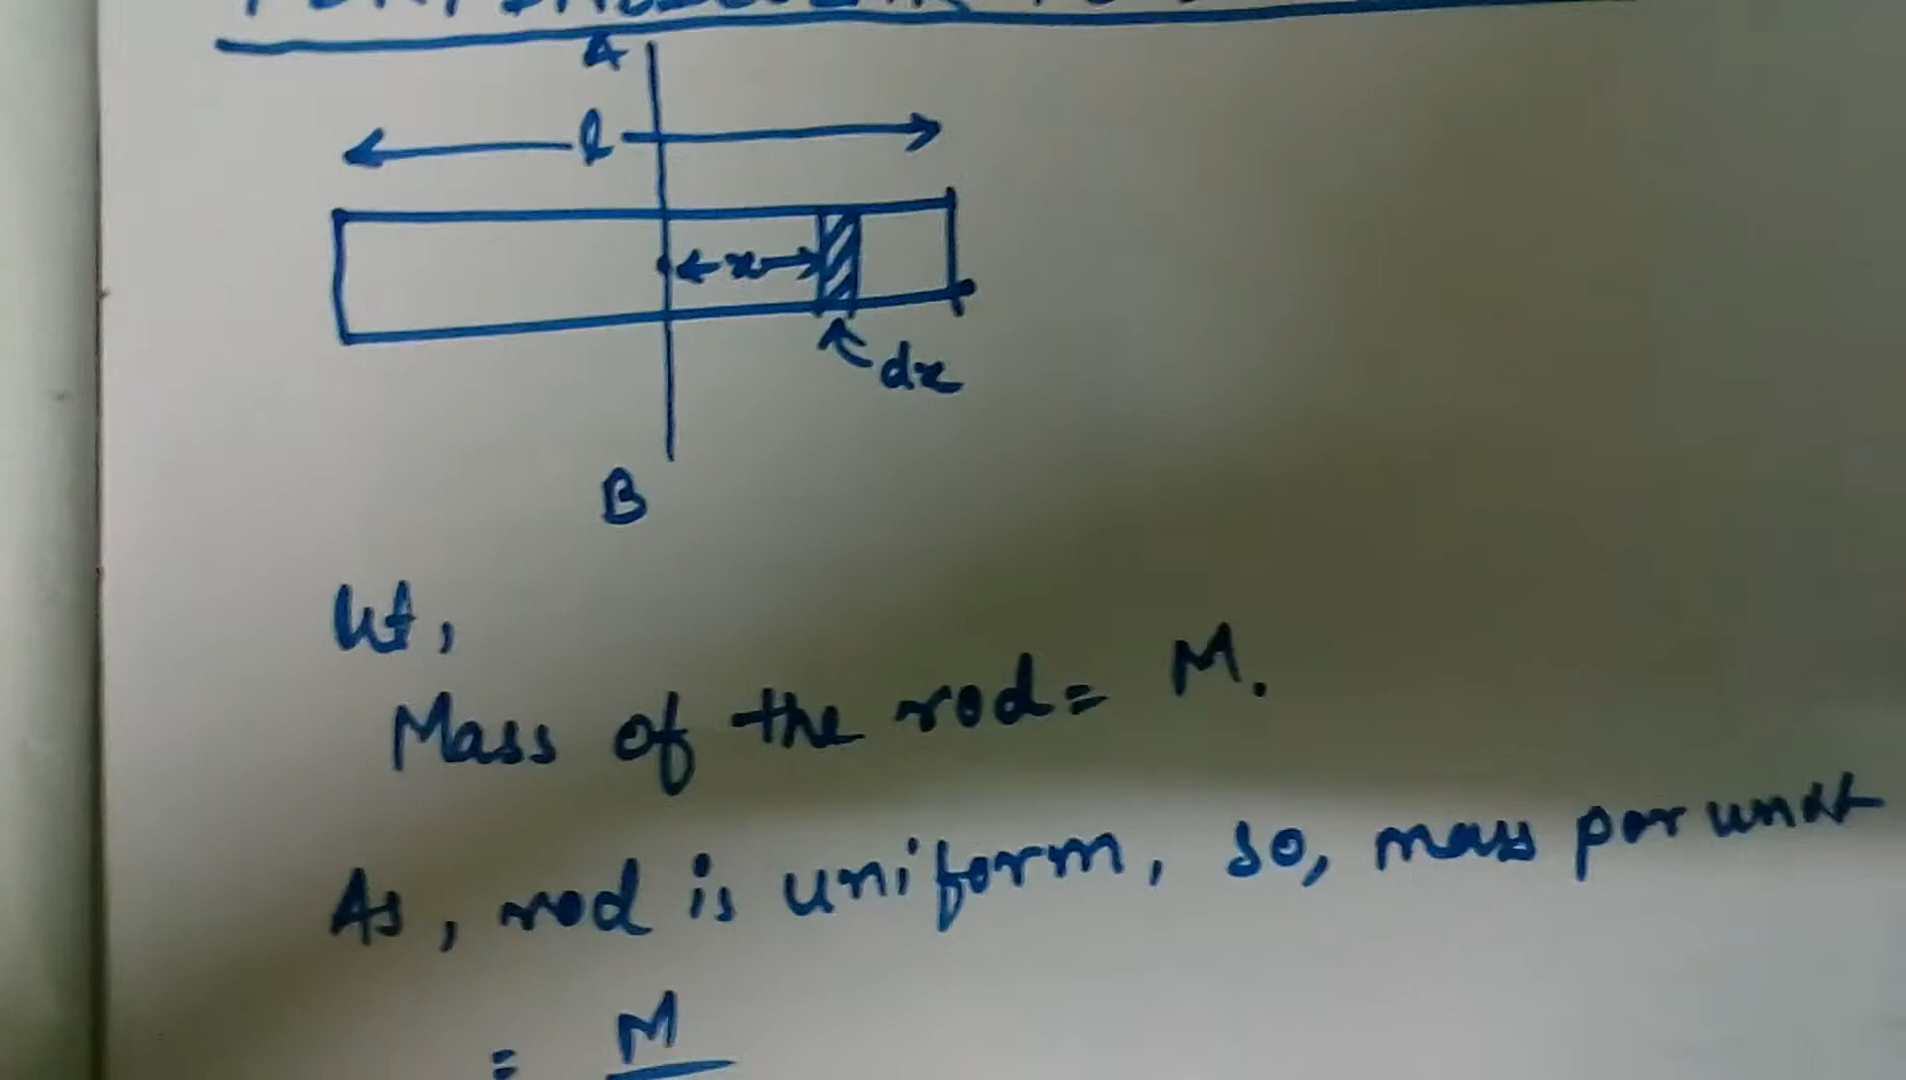 A
l
x
dx
B
Let,
Mass of the rod = M.
As, rod is uniform, so, mass per unit
= M